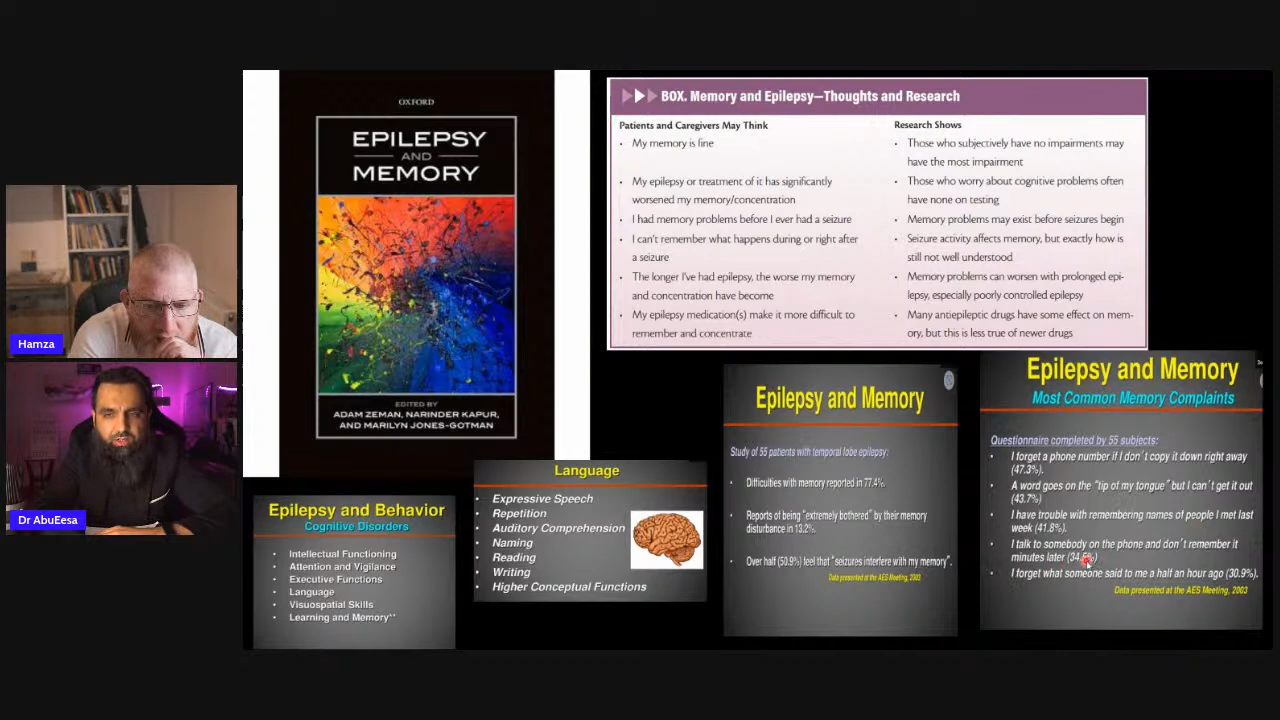 Hamza
Dr AbuEesa
OXFORD
EPILEPSY
AND
MEMORY
EDITED BY
ADAM ZEMAN, NARINDER KAPUR,
AND MARILYN JONES-GOTMAN
BOX. Memory and Epilepsy—Thoughts and Research
Patients and Caregivers May Think
• My memory is fine
• My epilepsy or treatment of it has significantly
worsened my memory/concentration
• I had memory problems before I ever had a seizure
• I can't remember what happens during or right after
a seizure
• The longer I've had epilepsy, the worse my memory
and concentration have become
• My epilepsy medication(s) make it more difficult to
remember and concentrate
Research Shows
• Those who subjectively have no impairments may
have the most impairment
• Those who worry about cognitive problems often
have none on testing
• Memory problems may exist before seizures begin
• Seizure activity affects memory, but exactly how is
still not well understood
• Memory problems can worsen with prolonged epi-
lepsy, especially poorly controlled epilepsy
• Many antiepileptic drugs have some effect on mem-
ory, but this is less true of newer drugs
Epilepsy and Behavior
Cognitive Disorders
• Intellectual Functioning
• Attention and Vigilance
• Executive Functions
• Language
• Visuospatial Skills
• Learning and Memory**
Language
• Expressive Speech
• Repetition
• Auditory Comprehension
• Naming
• Reading
• Writing
• Higher Conceptual Functions
Epilepsy and Memory
Study of 55 patients with temporal lobe epilepsy:
• Difficulties with memory reported in 77.4%.
• Reports of being "extremely bothered" by their memory
disturbance in 13.2%.
• Over half (50.9%) feel that "seizures interfere with my memory".
Data presented at the AES Meeting, 2003
Epilepsy and Memory
Most Common Memory Complaints
Questionnaire completed by 55 subjects:
• I forget a phone number if I don't copy it down right away
(47.3%).
• A word goes on the "tip of my tongue" but I can't get it out
(43.7%)
• I have trouble with remembering names of people I met last
week (41.8%).
• I talk to somebody on the phone and don't remember it
minutes later
• I forget what someone said to me a half an hour ago (30.9%).
Data presented at the AES Meeting, 2003